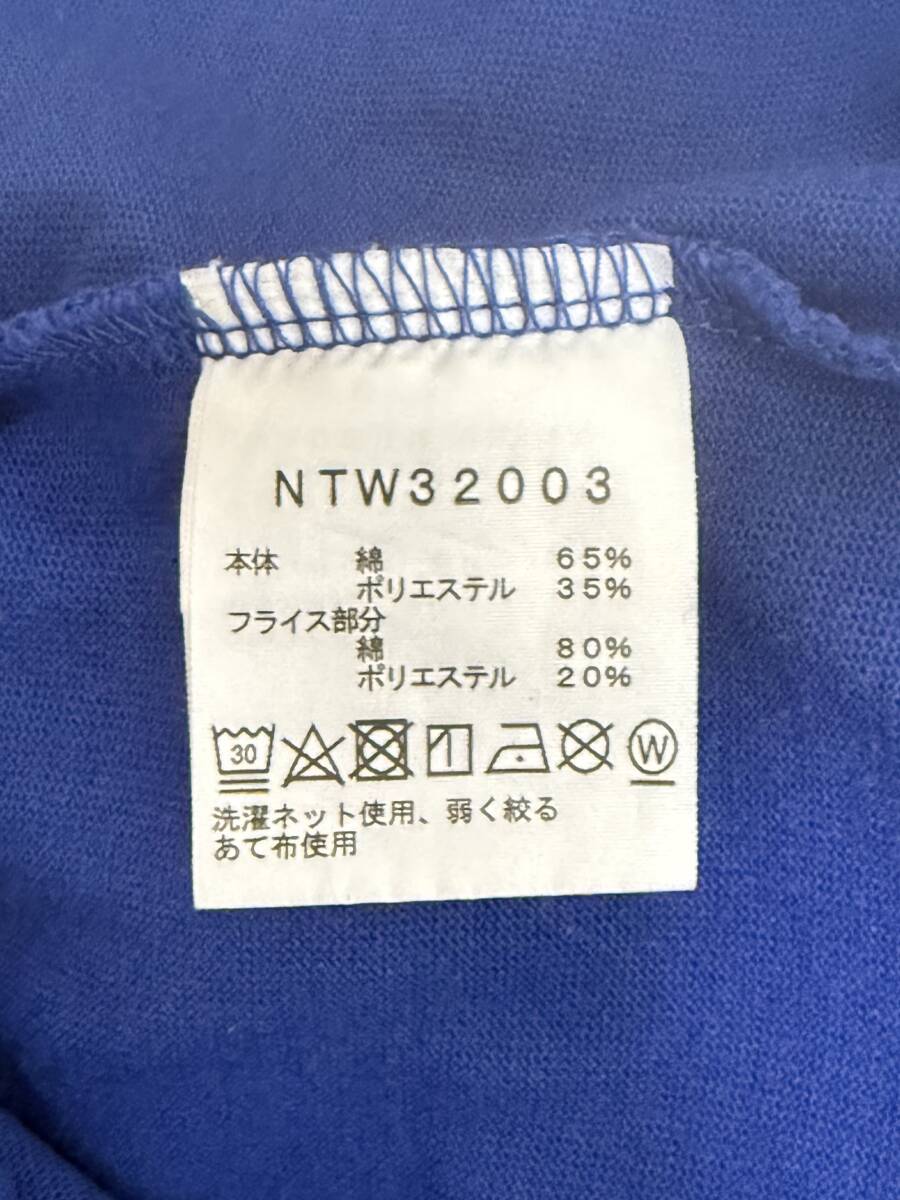 NTW32003
本体 綿 65%
ポリエステル 35%
フライス部分
綿 80%
ポリエステル 20%
30 W
洗濯ネット使用、弱く絞る
あて布使用